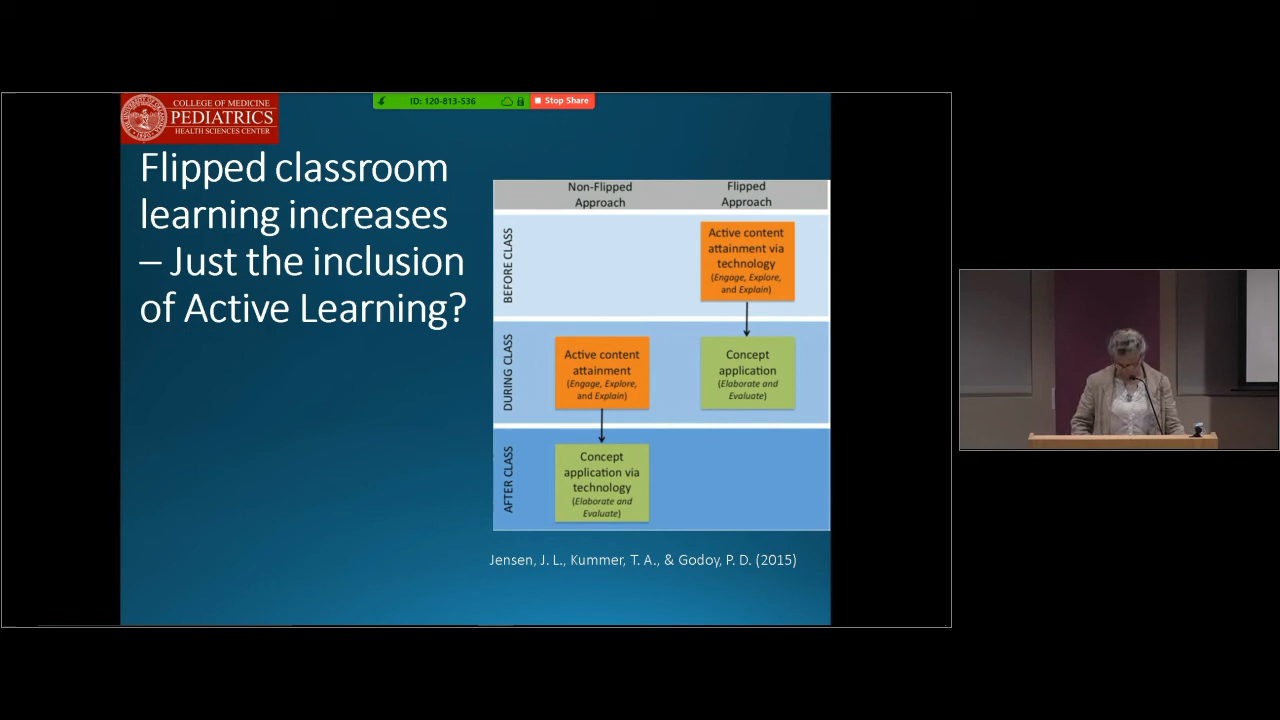 COLLEGE OF MEDICINE
PEDIATRICS
HEALTH SCIENCES CENTER
ID: 120-813-536
Stop Share
Flipped classroom
learning increases
– Just the inclusion
of Active Learning?
Non-Flipped
Approach
Flipped
Approach
BEFORE CLASS
Active content
attainment via
technology
(Engage, Explore,
and Explain)
DURING CLASS
Active content
attainment
(Engage, Explore,
and Explain)
Concept
application
(Elaborate and
Evaluate)
AFTER CLASS
Concept
application via
technology
(Elaborate and
Evaluate)
Jensen, J. L., Kummer, T. A., & Godoy, P. D. (2015)